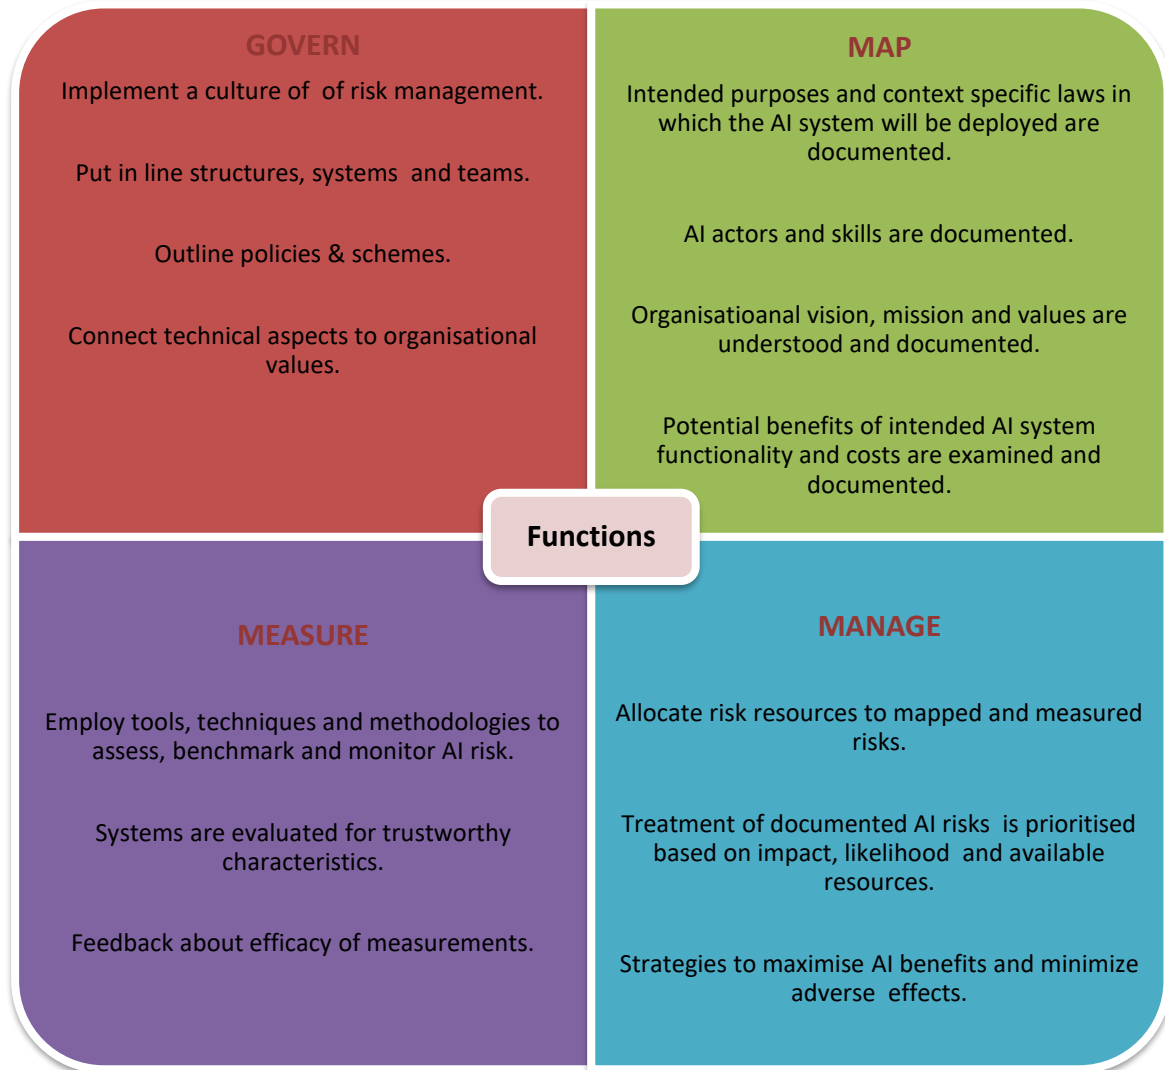 GOVERN
Implement a culture of  of risk management.
Put in line structures, systems  and teams.
Outline policies & schemes.
Connect technical aspects to organisational
values.
MAP
Intended purposes and context specific laws in
which the AI system will be deployed are
documented.
AI actors and skills are documented.
Organisatioanal vision, mission and values are
understood and documented.
Potential benefits of intended AI system
functionality and costs are examined and
documented.
Functions
MEASURE
Employ tools, techniques and methodologies to
assess, benchmark and monitor AI risk.
Systems are evaluated for trustworthy
characteristics.
Feedback about efficacy of measurements.
MANAGE
Allocate risk resources to mapped and measured
risks.
Treatment of documented AI risks  is prioritised
based on impact, likelihood  and available
resources.
Strategies to maximise AI benefits and minimize
adverse  effects.